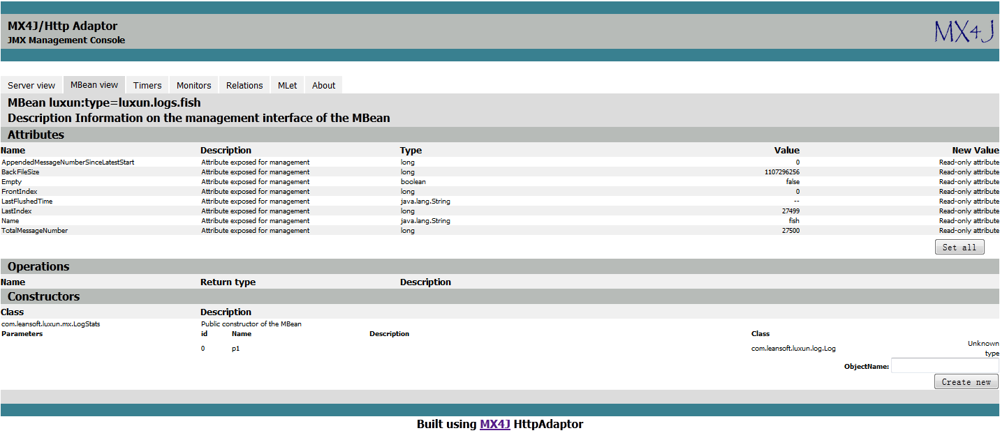 MX4J/Http Adaptor
JMX Management Console
MX4J
Server view MBean view Timers Monitors Relations MLet About
MBean luxun:type=luxun.logs.fish
Description Information on the management interface of the MBean
Attributes
Name Description Type Value New Value
AppendedMessageNumberSinceLatestStart Attribute exposed for management long 0 Read-only attribute
BackFileSize Attribute exposed for management long 1107296256 Read-only attribute
Empty Attribute exposed for management boolean false Read-only attribute
FrontIndex Attribute exposed for management long 0 Read-only attribute
LastFlushedTime Attribute exposed for management java.lang.String -- Read-only attribute
LastIndex Attribute exposed for management long 27499 Read-only attribute
Name Attribute exposed for management java.lang.String fish Read-only attribute
TotalMessageNumber Attribute exposed for management long 27500 Read-only attribute
Set all
Operations
Name Return type Description
Constructors
Class Description
com.leansoft.luxun.mx.LogStats Public constructor of the MBean
Parameters id Name Description Class
0 p1 com.leansoft.luxun.log.Log Unknown
type
ObjectName:
Create new
Built using MX4J HttpAdaptor